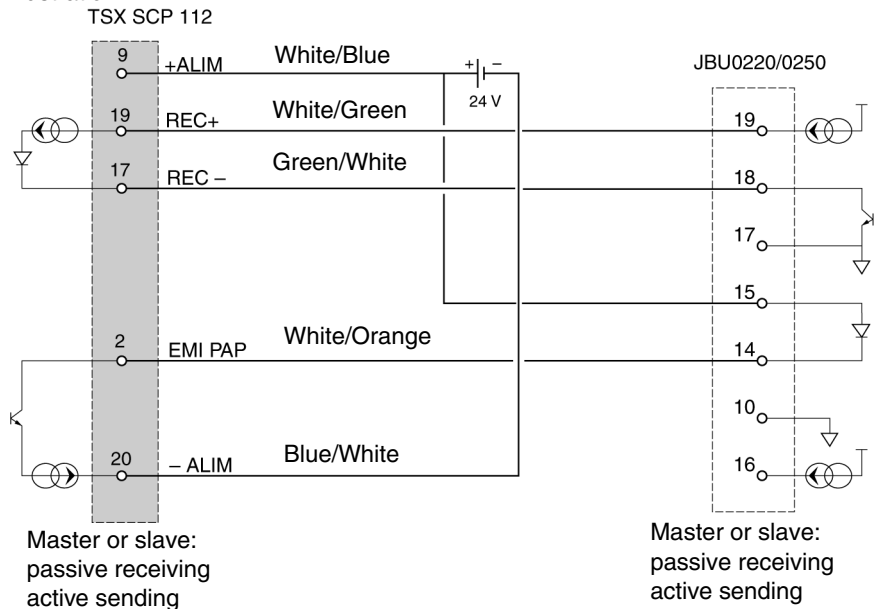 TSX SCP 112
9 +ALIM White/Blue + –
24 V
JBU0220/0250
19 REC+ White/Green 19
17 REC – Green/White 18
17
15
2 EMI PAP White/Orange 14
10
20 – ALIM Blue/White 16
Master or slave:
passive receiving
active sending
Master or slave:
passive receiving
active sending